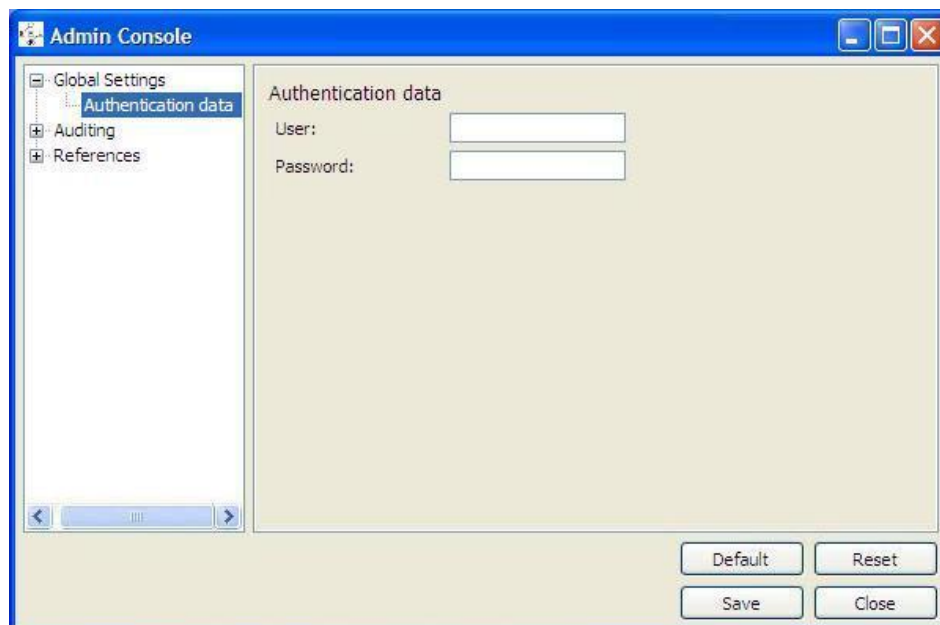 Admin Console
Global Settings
Authentication data
Auditing
References
Authentication data
User:
Password:
Default
Reset
Save
Close